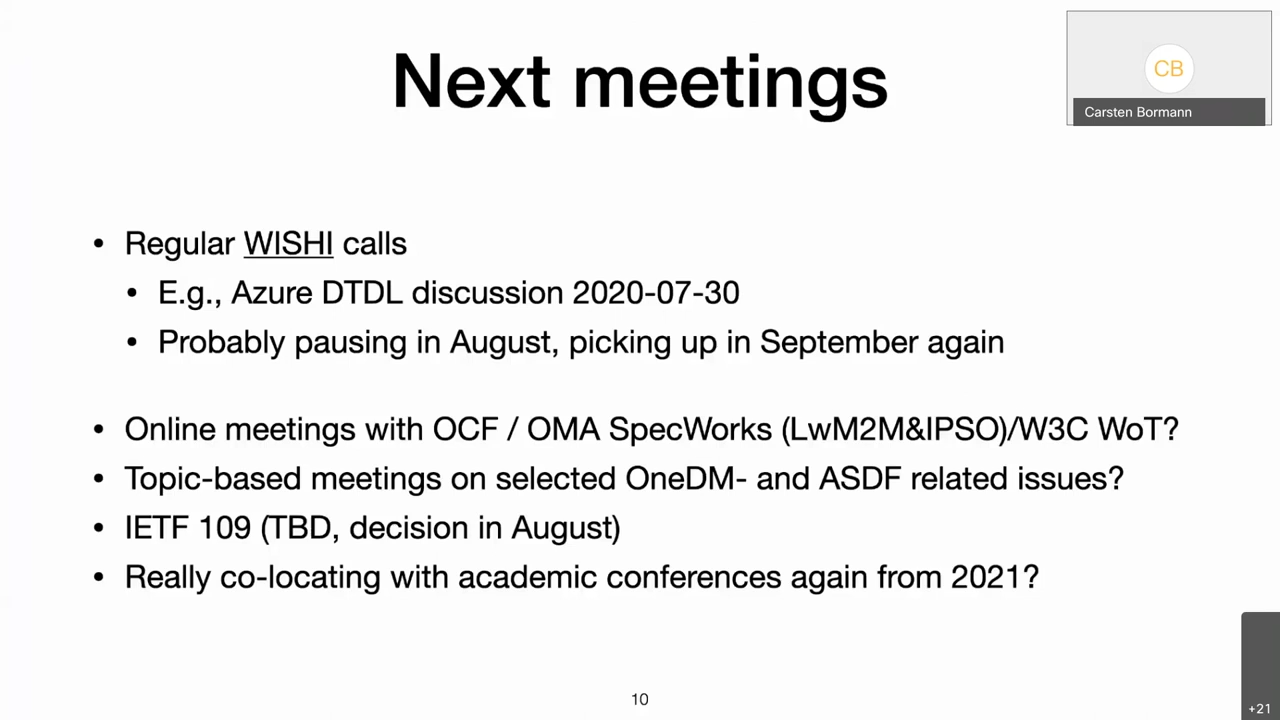 Next meetings
CB
Carsten Bormann
• Regular WISHI calls
• E.g., Azure DTDL discussion 2020-07-30
• Probably pausing in August, picking up in September again
• Online meetings with OCF / OMA SpecWorks (LwM2M&IPSO)/W3C WoT?
• Topic-based meetings on selected OneDM- and ASDF related issues?
• IETF 109 (TBD, decision in August)
• Really co-locating with academic conferences again from 2021?
10
+21